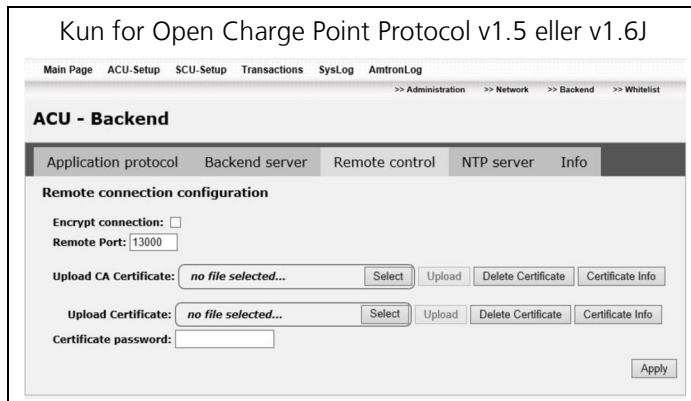 Kun for Open Charge Point Protocol v1.5 eller v1.6J
Main Page ACU-Setup SCU-Setup Transactions SysLog AmtronLog
>> Administration >> Network >> Backend >> Whitelist
ACU - Backend
Application protocol Backend server Remote control NTP server Info
Remote connection configuration
Encrypt connection:
Remote Port: 13000
Upload CA Certificate: no file selected... Select Upload Delete Certificate Certificate Info
Upload Certificate: no file selected... Select Upload Delete Certificate Certificate Info
Certificate password:
Apply